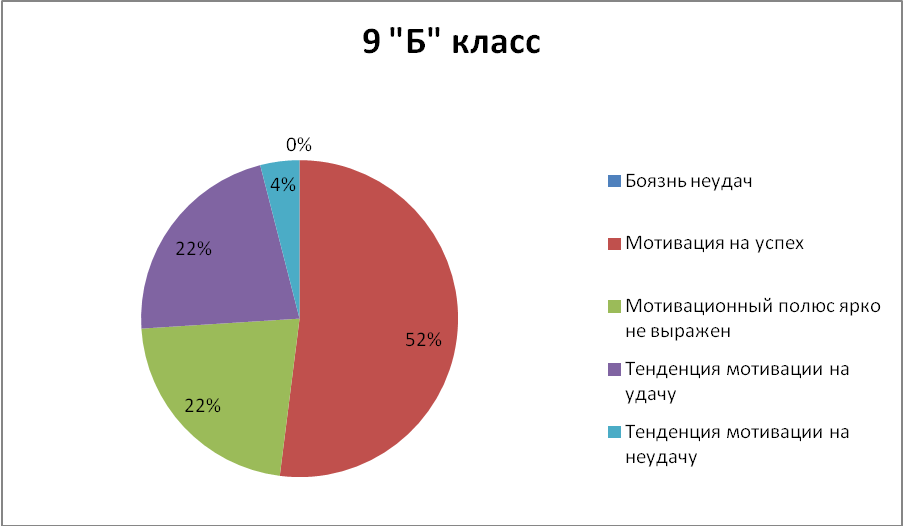 9 "Б" класс
0%
4%
22%
52%
22%
Боязнь неудач
Мотивация на успех
Мотивационный полюс ярко
не выражен
Тенденция мотивации на
удачу
Тенденция мотивации на
неудачу